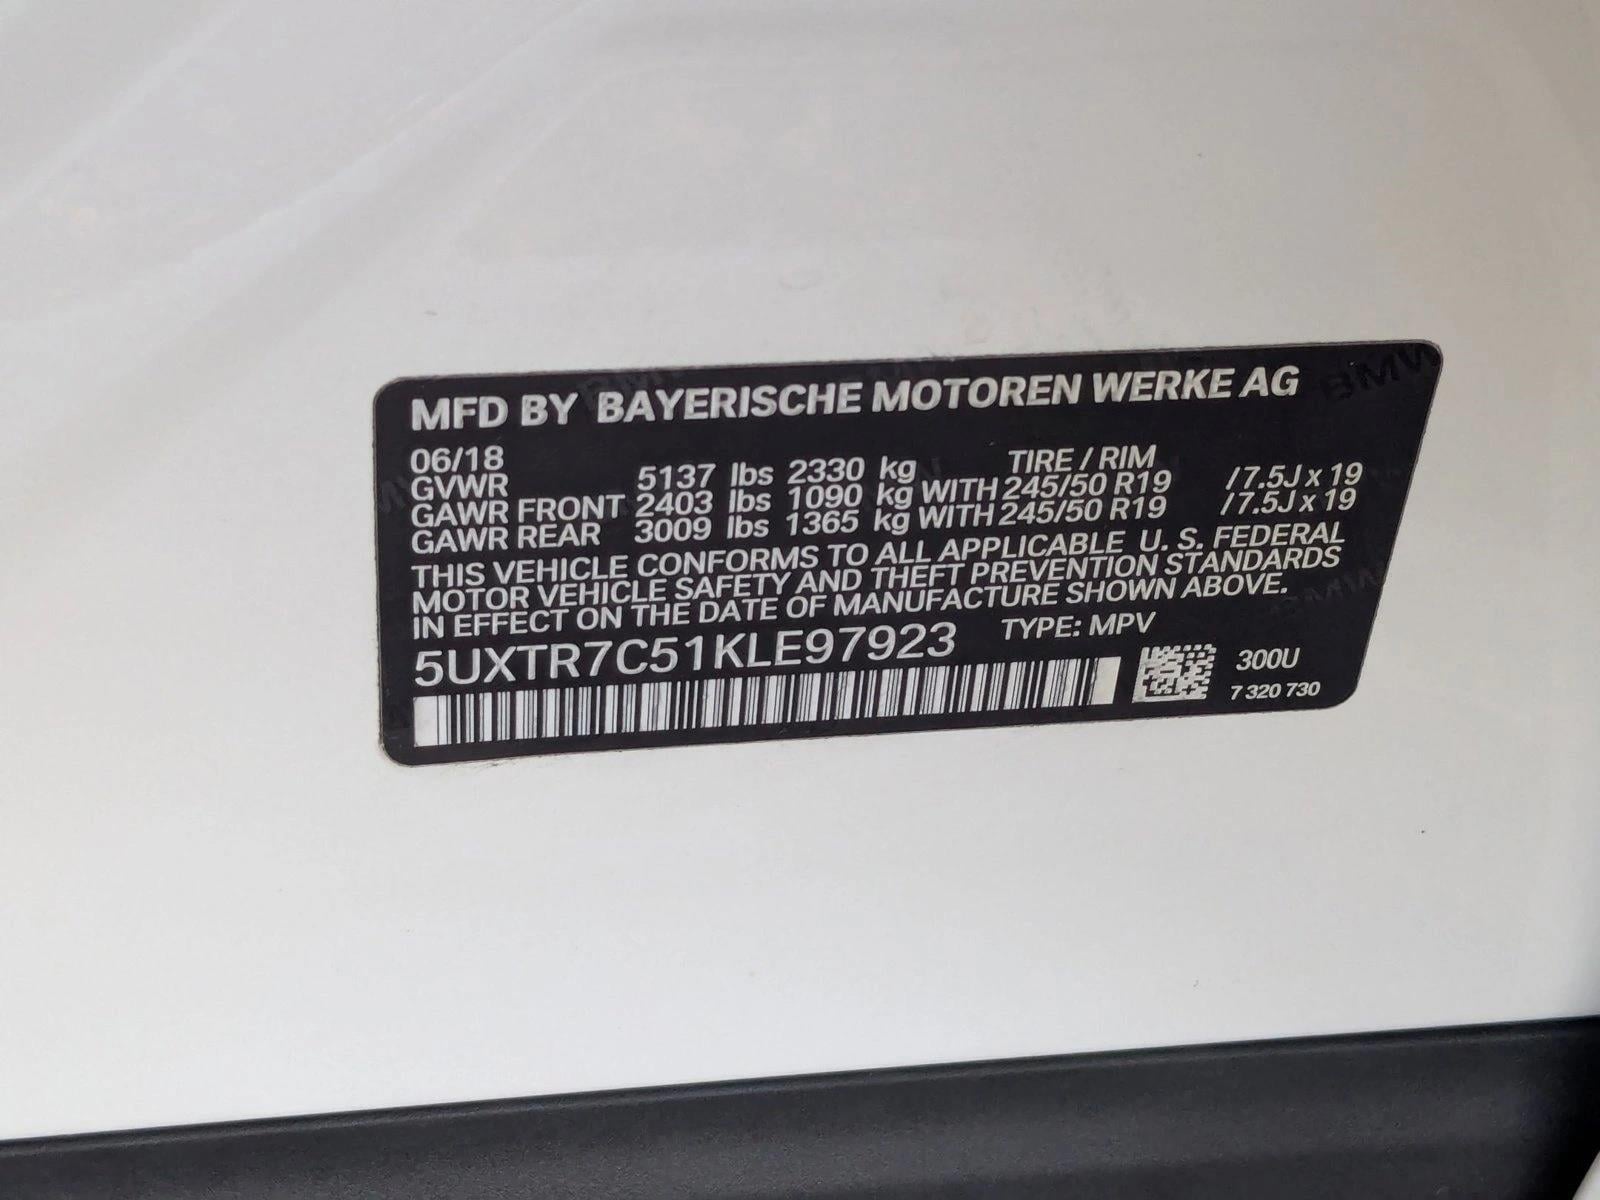 MFD BY BAYERISCHE MOTOREN WERKE AG
06/18 TIRE / RIM
GVWR 5137 lbs 2330 kg
GAWR FRONT 2403 lbs 1090 kg WITH 245/50 R19 /7.5J x 19
GAWR REAR 3009 lbs 1365 kg WITH 245/50 R19 /7.5J x 19
THIS VEHICLE CONFORMS TO ALL APPLICABLE U. S. FEDERAL
MOTOR VEHICLE SAFETY AND THEFT PREVENTION STANDARDS
IN EFFECT ON THE DATE OF MANUFACTURE SHOWN ABOVE.
5UXTR7C51KLE97923 TYPE: MPV
300U
7 320 730